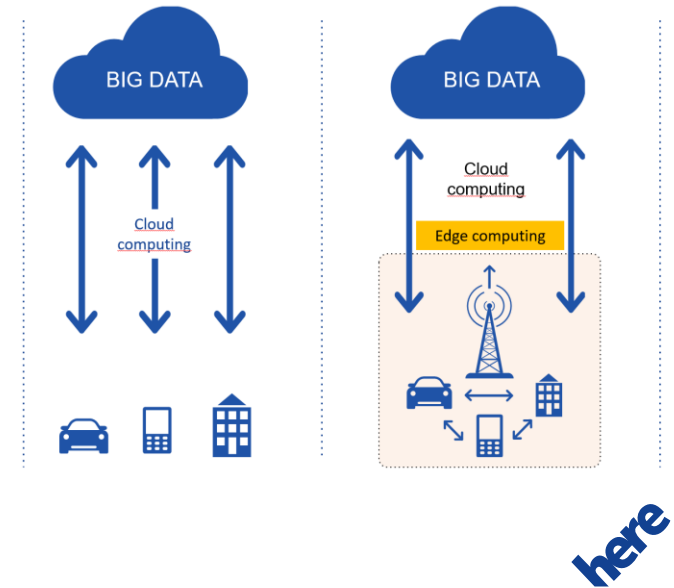 BIG DATA
Cloud
computing
BIG DATA
Cloud
computing
Edge computing
here